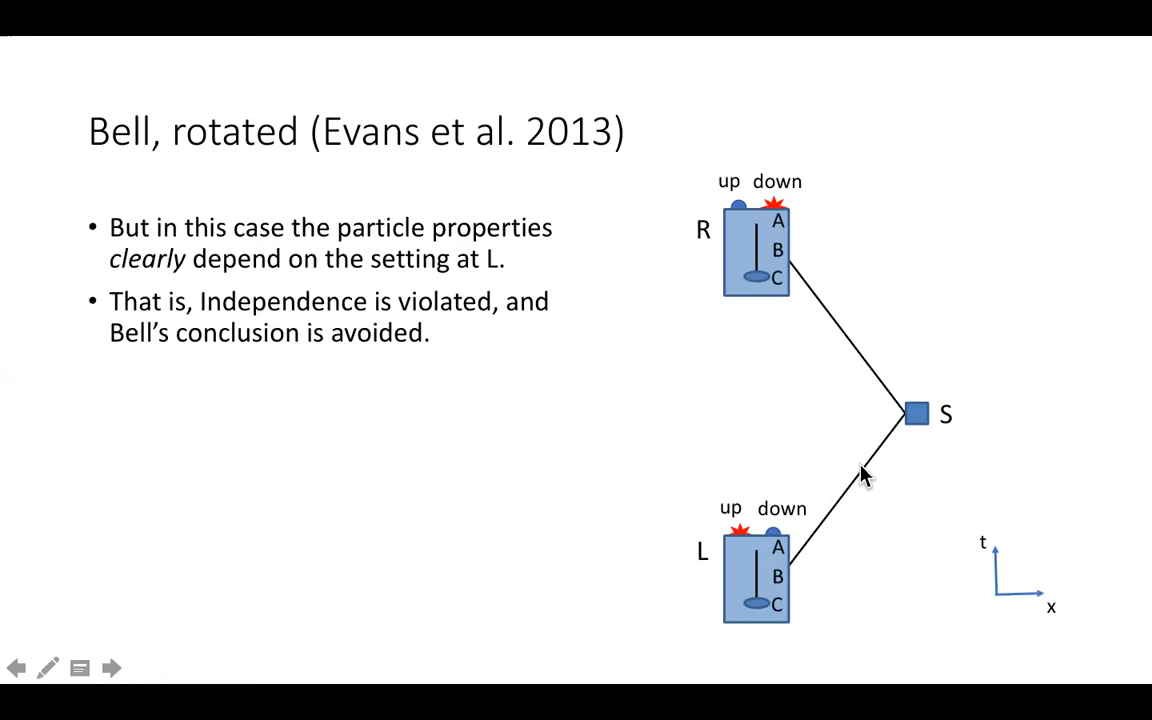 Bell, rotated (Evans et al. 2013)
• But in this case the particle properties
clearly depend on the setting at L.
• That is, Independence is violated, and
Bell's conclusion is avoided.
up down
R
A
B
C
S
up down
L
A
B
C
t
x